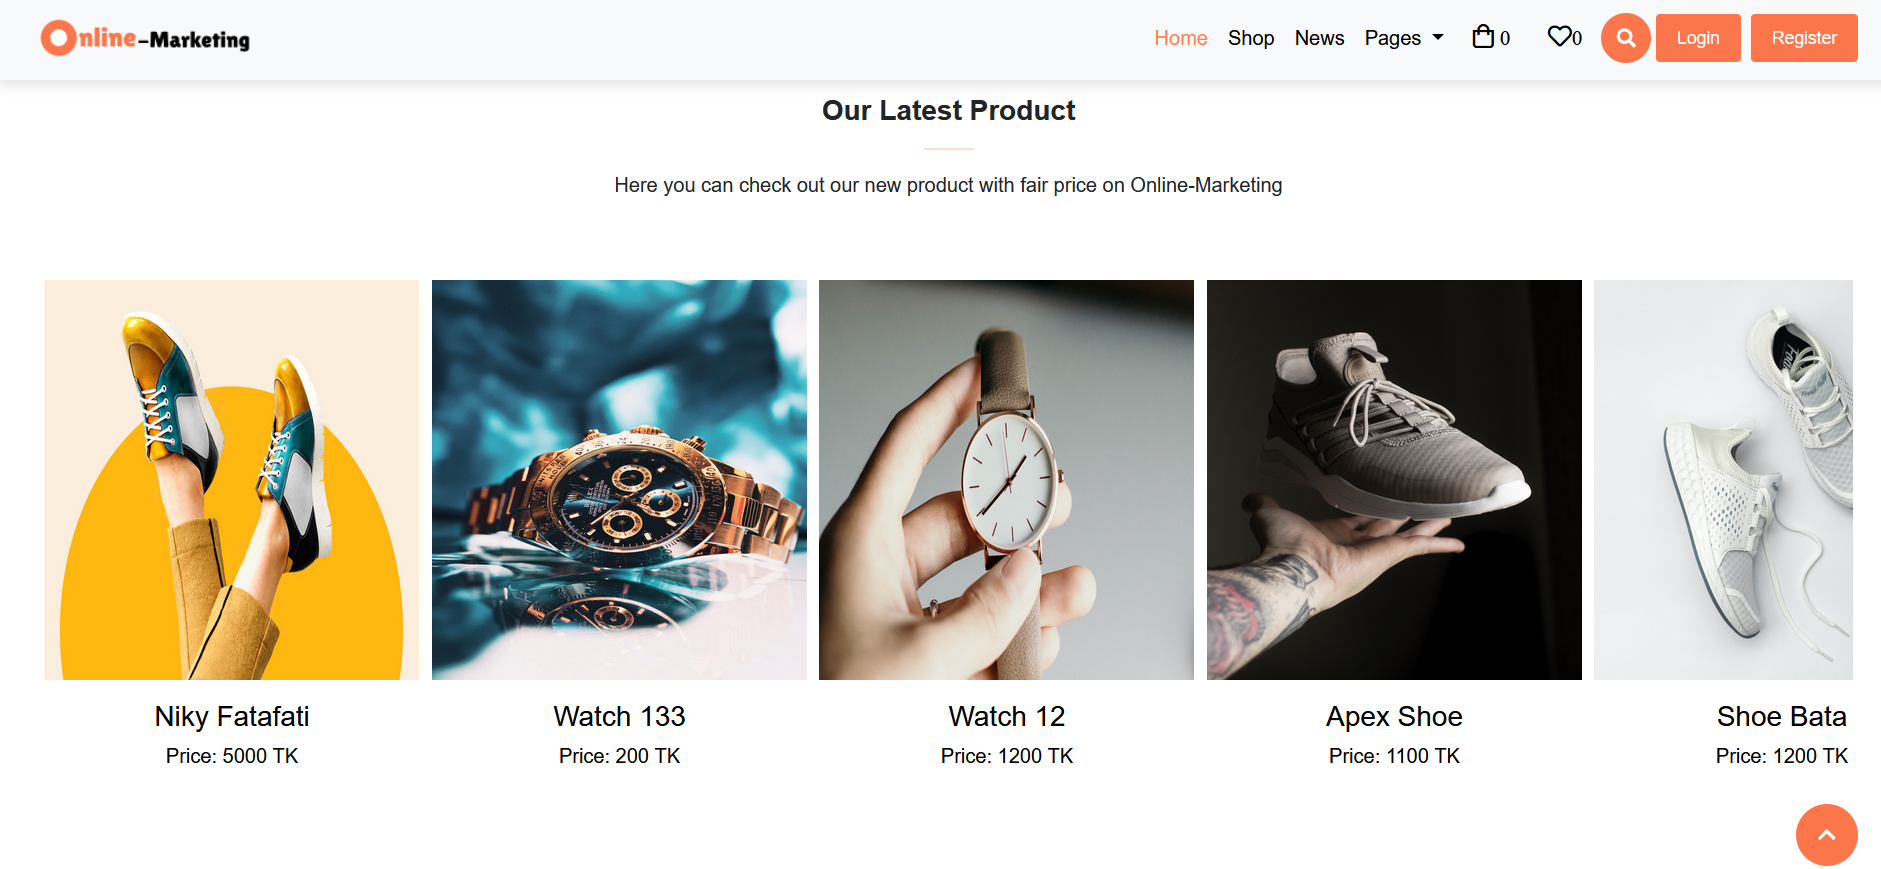 Online-Marketing
Home Shop News Pages 0 0 Login Register
Our Latest Product
Here you can check out our new product with fair price on Online-Marketing
Niky Fatafati
Price: 5000 TK
Watch 133
Price: 200 TK
Watch 12
Price: 1200 TK
Apex Shoe
Price: 1100 TK
Shoe Bata
Price: 1200 TK